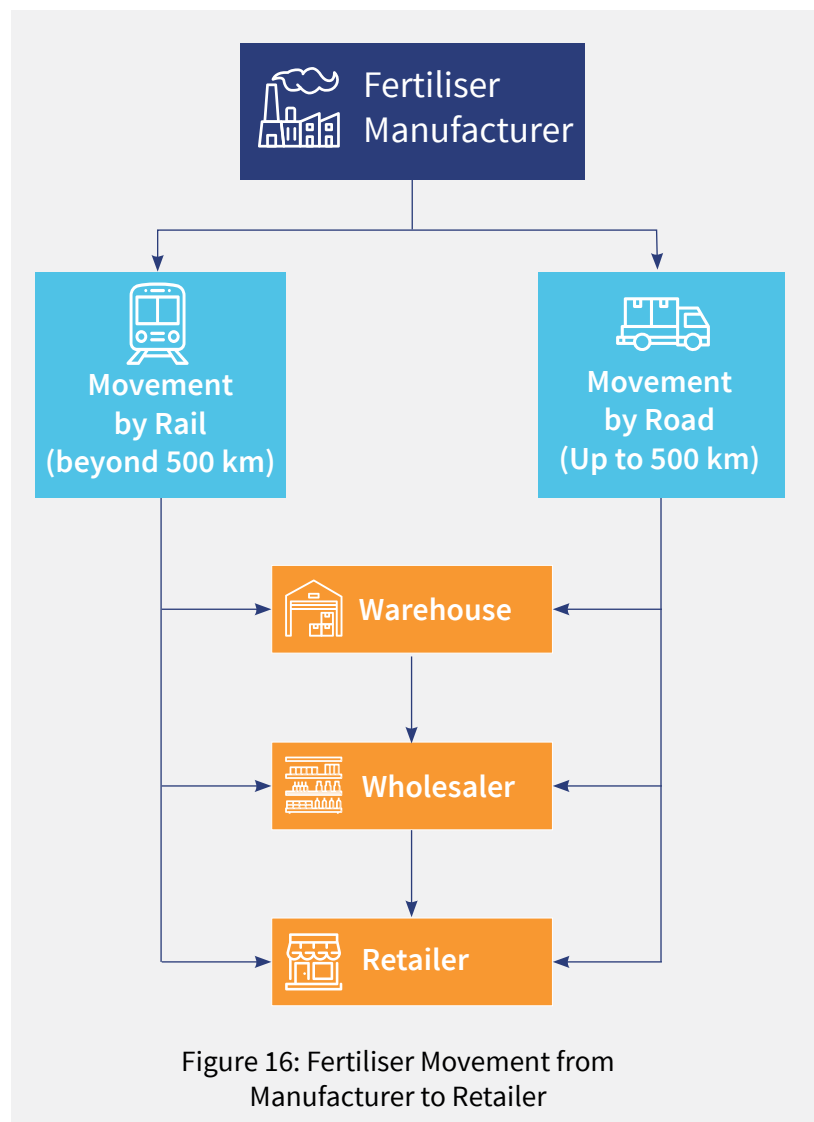 Fertiliser
Manufacturer
Movement
by Rail
(beyond 500 km)
Movement
by Road
(Up to 500 km)
Warehouse
Wholesaler
Retailer
Figure 16: Fertiliser Movement from
Manufacturer to Retailer